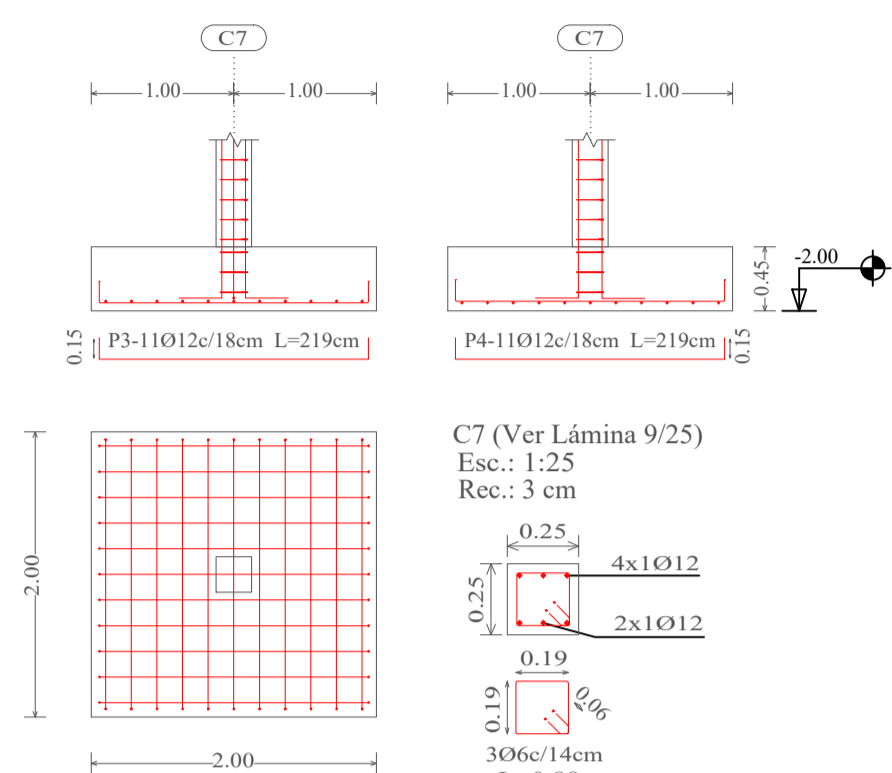 C7
C7
1.00
1.00
1.00
1.00
-2.00
0.45
0.15
P3-11Ø12c/18cm L=219cm
P4-11Ø12c/18cm L=219cm
0.15
C7 (Ver Lámina 9/25)
Esc.: 1:25
Rec.: 3 cm
0.25
4x1Ø12
0.25
2x1Ø12
2.00
0.19
0.19
0.06
3Ø6c/14cm
2.00